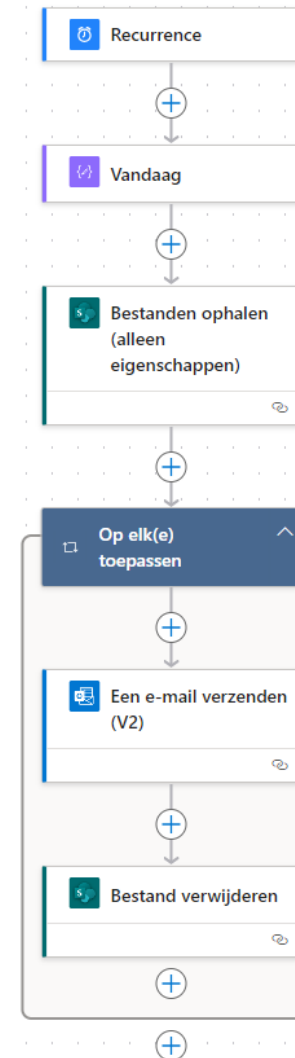 Recurrence
Vandaag
Bestanden ophalen
(alleen
eigenschappen)
Op elk(e)
toepassen
Een e-mail verzenden
(V2)
Bestand verwijderen